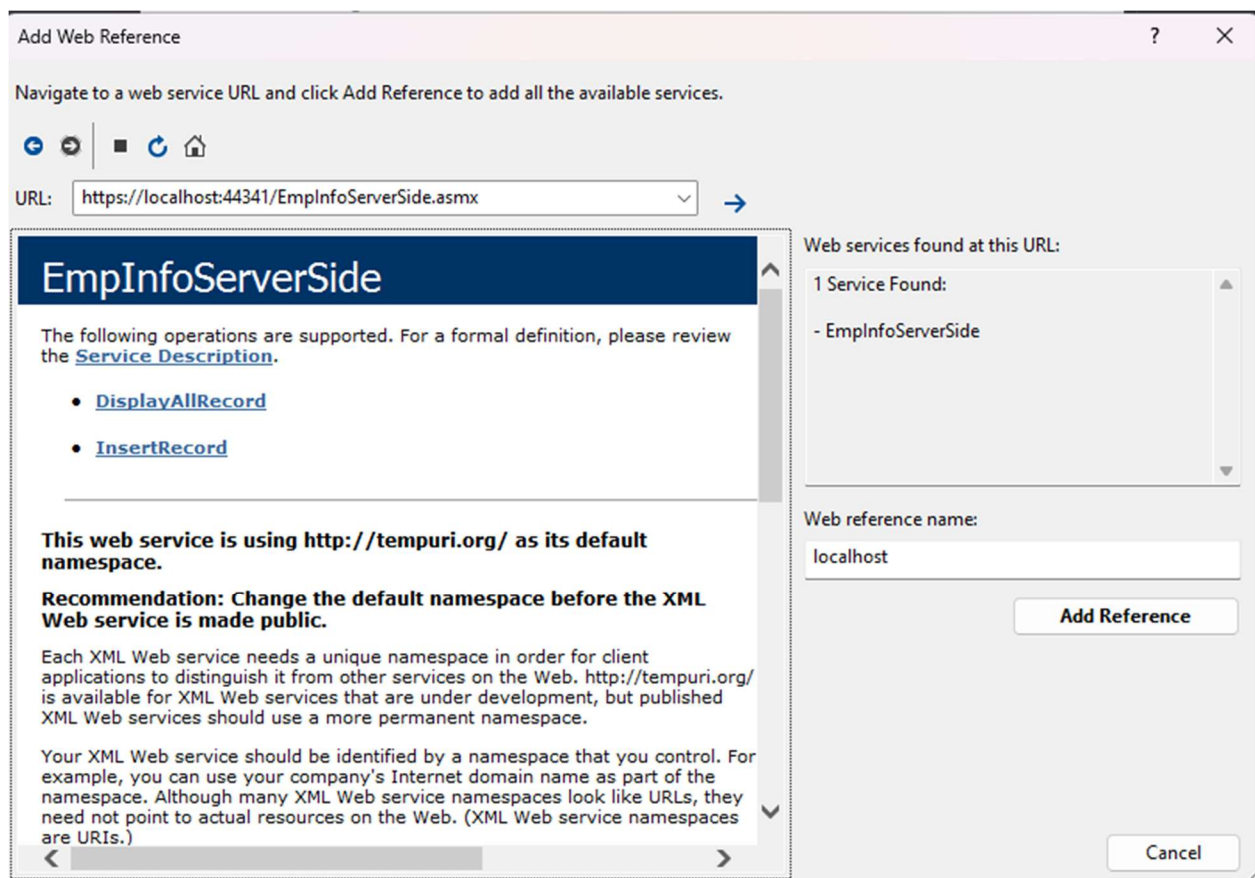 Add Web Reference
?
Navigate to a web service URL and click Add Reference to add all the available services.
URL:
https://localhost:44341/EmpInfoServerSide.asmx
EmpInfoServerSide
The following operations are supported. For a formal definition, please review
the Service Description.
• DisplayAllRecord
• InsertRecord
This web service is using http://tempuri.org/ as its default
namespace.
Recommendation: Change the default namespace before the XML
Web service is made public.
Each XML Web service needs a unique namespace in order for client
applications to distinguish it from other services on the Web. http://tempuri.org/
is available for XML Web services that are under development, but published
XML Web services should use a more permanent namespace.
Your XML Web service should be identified by a namespace that you control. For
example, you can use your company's Internet domain name as part of the
namespace. Although many XML Web service namespaces look like URLs, they
need not point to actual resources on the Web. (XML Web service namespaces
are URIs.)
Web services found at this URL:
1 Service Found:
- EmpInfoServerSide
Web reference name:
localhost
Add Reference
Cancel